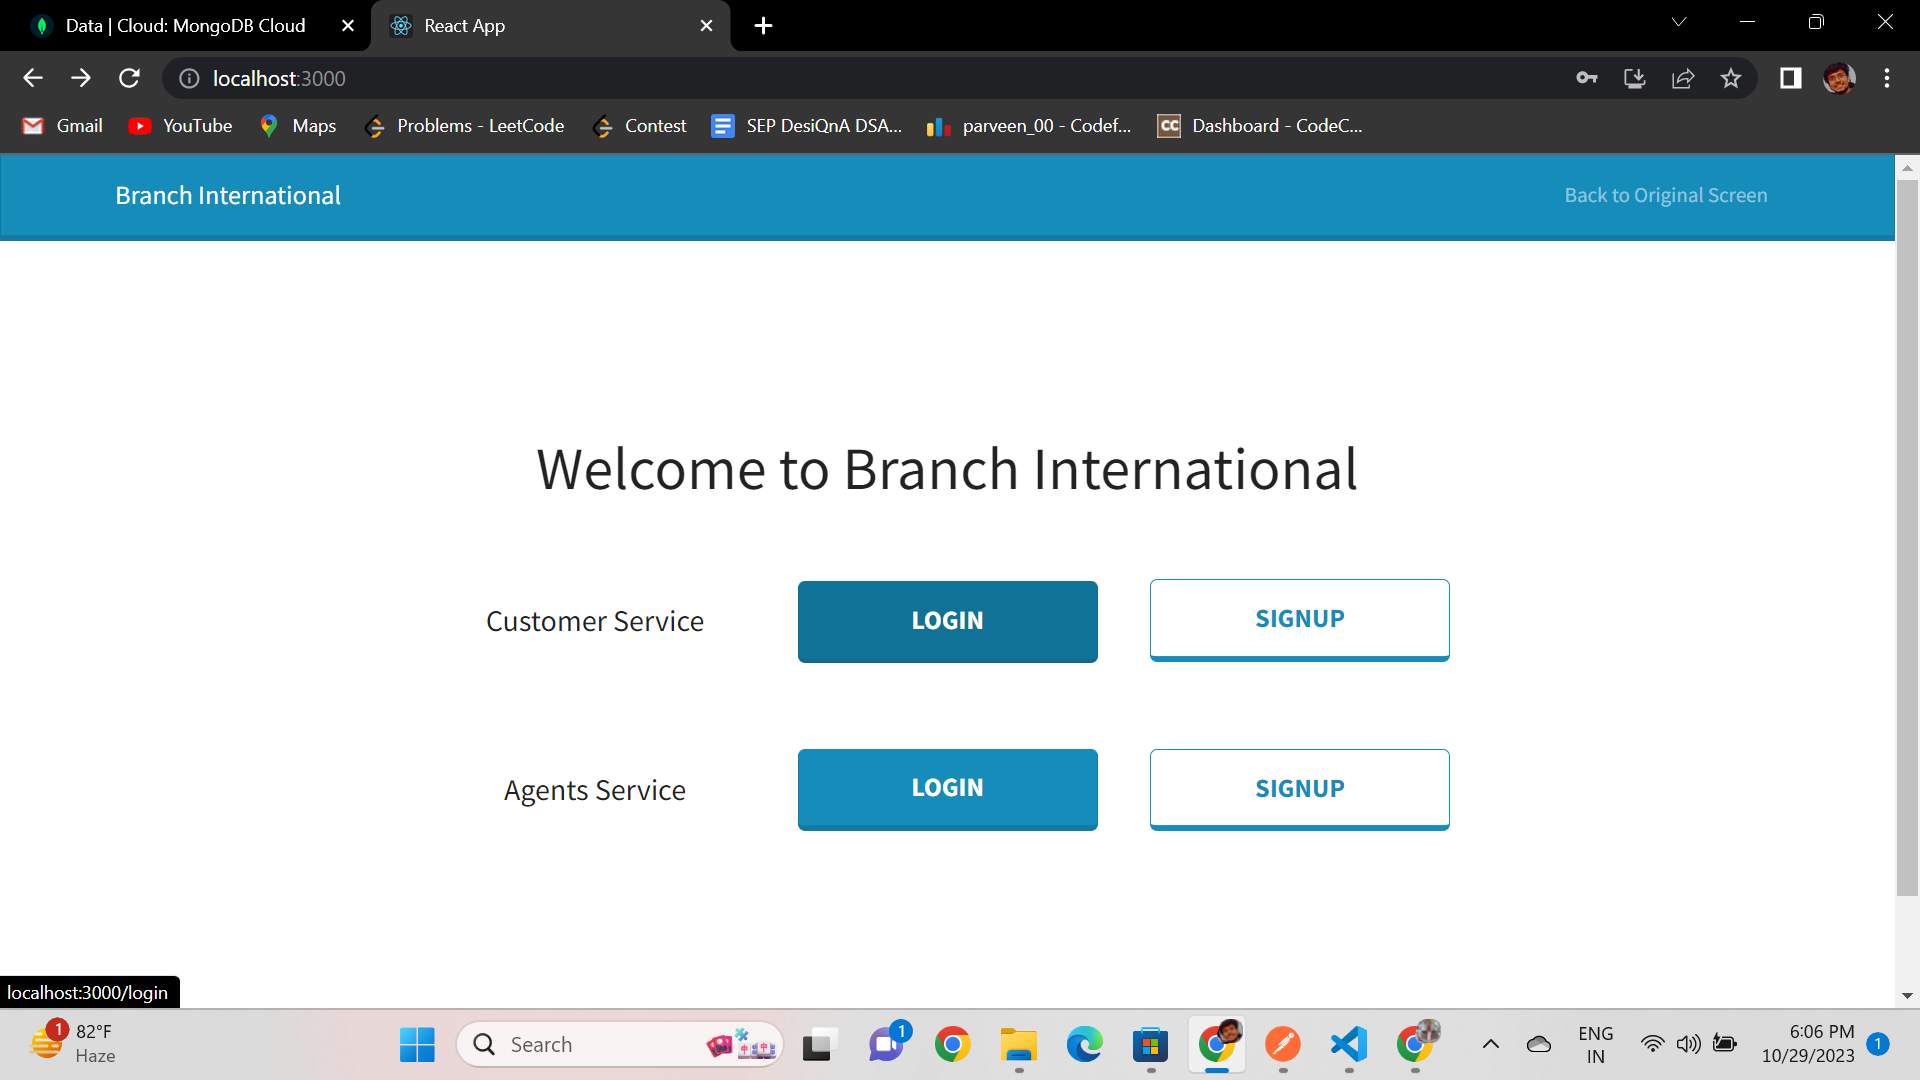 Data | Cloud: MongoDB Cloud
React App
localhost:3000
Gmail
YouTube
Maps
Problems - LeetCode
Contest
SEP DesiQnA DSA...
parveen_00 - Codef...
CC
Dashboard - CodeC...
Branch International
Back to Original Screen
Welcome to Branch International
Customer Service
LOGIN
SIGNUP
Agents Service
LOGIN
SIGNUP
localhost:3000/login
1
82°F
Haze
Search
1
ENG
IN
6:06 PM
10/29/2023
1